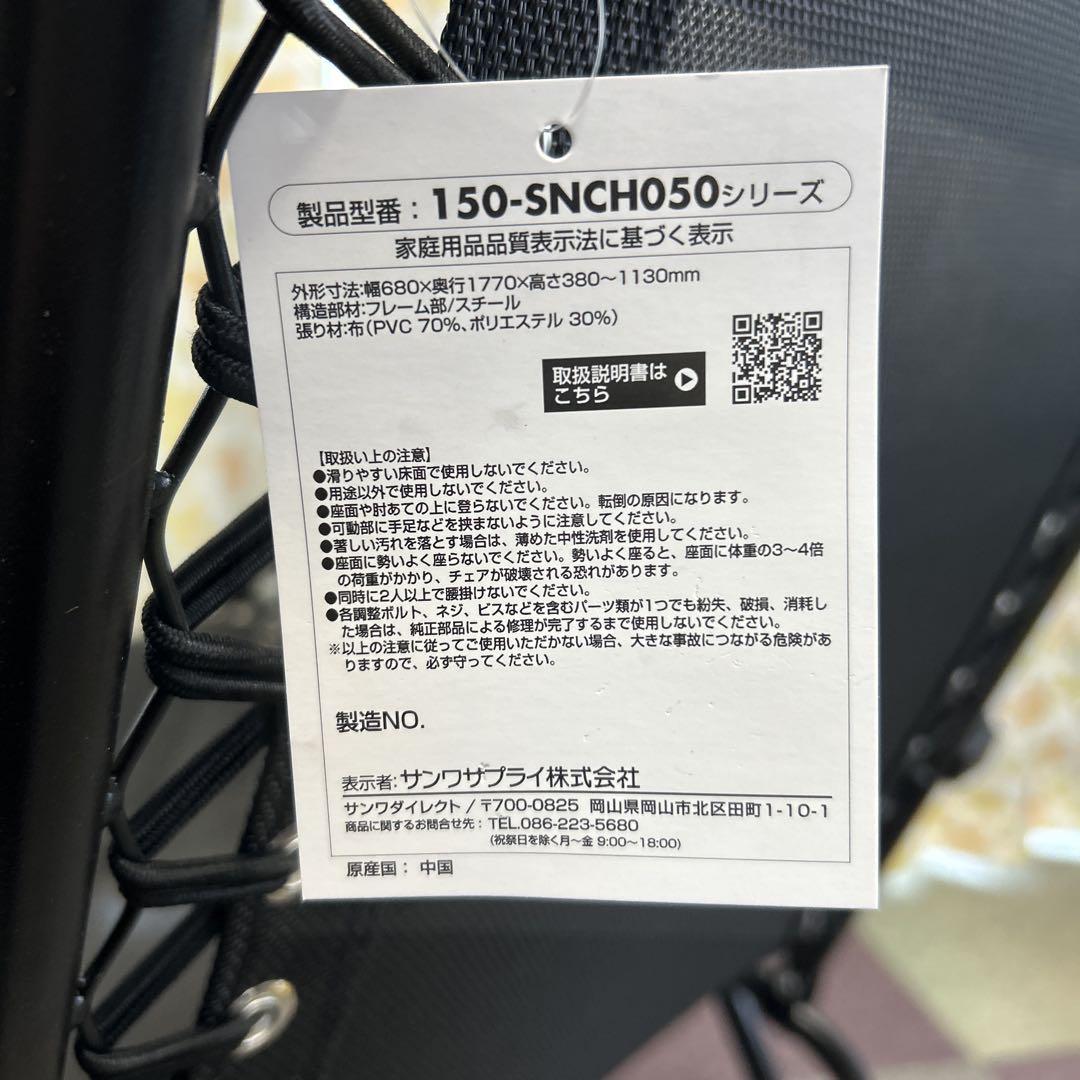 製品型番：150-SNCH050シリーズ
家庭用品品質表示法に基づく表示
外形寸法:幅680×奥行1770×高さ380～1130mm
構造部材:フレーム部/スチール
張り材:布(PVC 70%、ポリエステル 30%)
取扱説明書は
こちら
【取扱い上の注意】
●滑りやすい床面で使用しないでください。
●用途以外で使用しないでください。
●座面や肘あての上に登らないでください。転倒の原因になります。
●可動部に手足などを挟まないように注意してください。
●著しい汚れを落とす場合は、薄めた中性洗剤を使用してください。
●座面に勢いよく座らないでください。勢いよく座ると、座面に体重の3～4倍
の荷重がかかり、チェアが破壊される恐れがあります。
●同時に2人以上で腰掛けないでください。
●各調整ボルト、ネジ、ビスなどを含むパーツ類が1つでも紛失、破損、消耗し
た場合は、純正部品による修理が完了するまで使用しないでください。
※以上の注意に従ってご使用いただかない場合、大きな事故につながる危険があ
りますので、必ず守ってください。
製造NO.
表示者:サンワサプライ株式会社
サンワダイレクト / 〒700-0825 岡山県岡山市北区田町1-10-1
商品に関するお問合せ先：TEL.086-223-5680
(祝祭日を除く月～金 9:00～18:00)
原産国： 中国